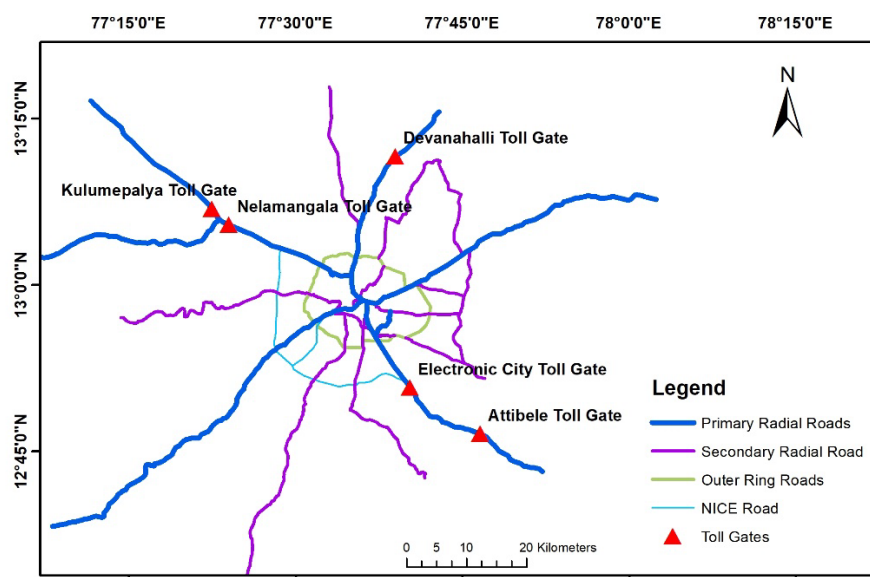 77°15'0"E 77°30'0"E 77°45'0"E 78°0'0"E 78°15'0"E
N
13°15'0"N
Devanahalli Toll Gate
Kulumepalya Toll Gate
Nelamangala Toll Gate
13°0'0"N
Electronic City Toll Gate
Attibele Toll Gate
12°45'0"N
Legend
Primary Radial Roads
Secondary Radial Road
Outer Ring Roads
NICE Road
Toll Gates
0 5 10 20 Kilometers